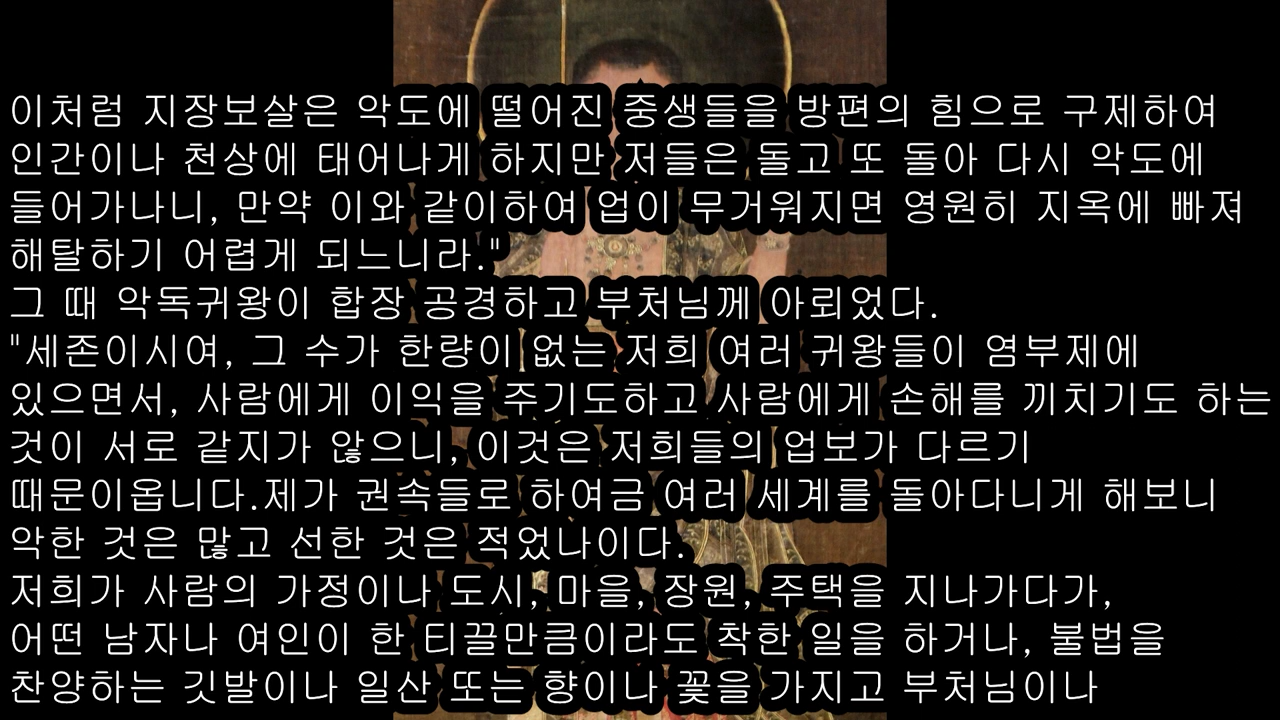 이처럼 지장보살은 악도에 떨어진 중생들을 방편의 힘으로 구제하여
인간이나 천상에 태어나게 하지만 저들은 돌고 또 돌아 다시 악도에
들어가나니, 만약 이와 같이하여 업이 무거워지면 영원히 지옥에 빠져
해탈하기 어렵게 되느니라."
그 때 악독귀왕이 합장 공경하고 부처님께 아뢰었다.
"세존이시여, 그 수가 한량이 없는 저희 여러 귀왕들이 염부제에
있으면서, 사람에게 이익을 주기도하고 사람에게 손해를 끼치기도 하는
것이 서로 같지가 않으니, 이것은 저희들의 업보가 다르기
때문이옵니다.제가 권속들로 하여금 여러 세계를 돌아다니게 해보니
악한 것은 많고 선한 것은 적었나이다.
저희가 사람의 가정이나 도시, 마을, 장원, 주택을 지나가다가,
어떤 남자나 여인이 한 티끌만큼이라도 착한 일을 하거나, 불법을
찬양하는 깃발이나 일산 또는 향이나 꽃을 가지고 부처님이나